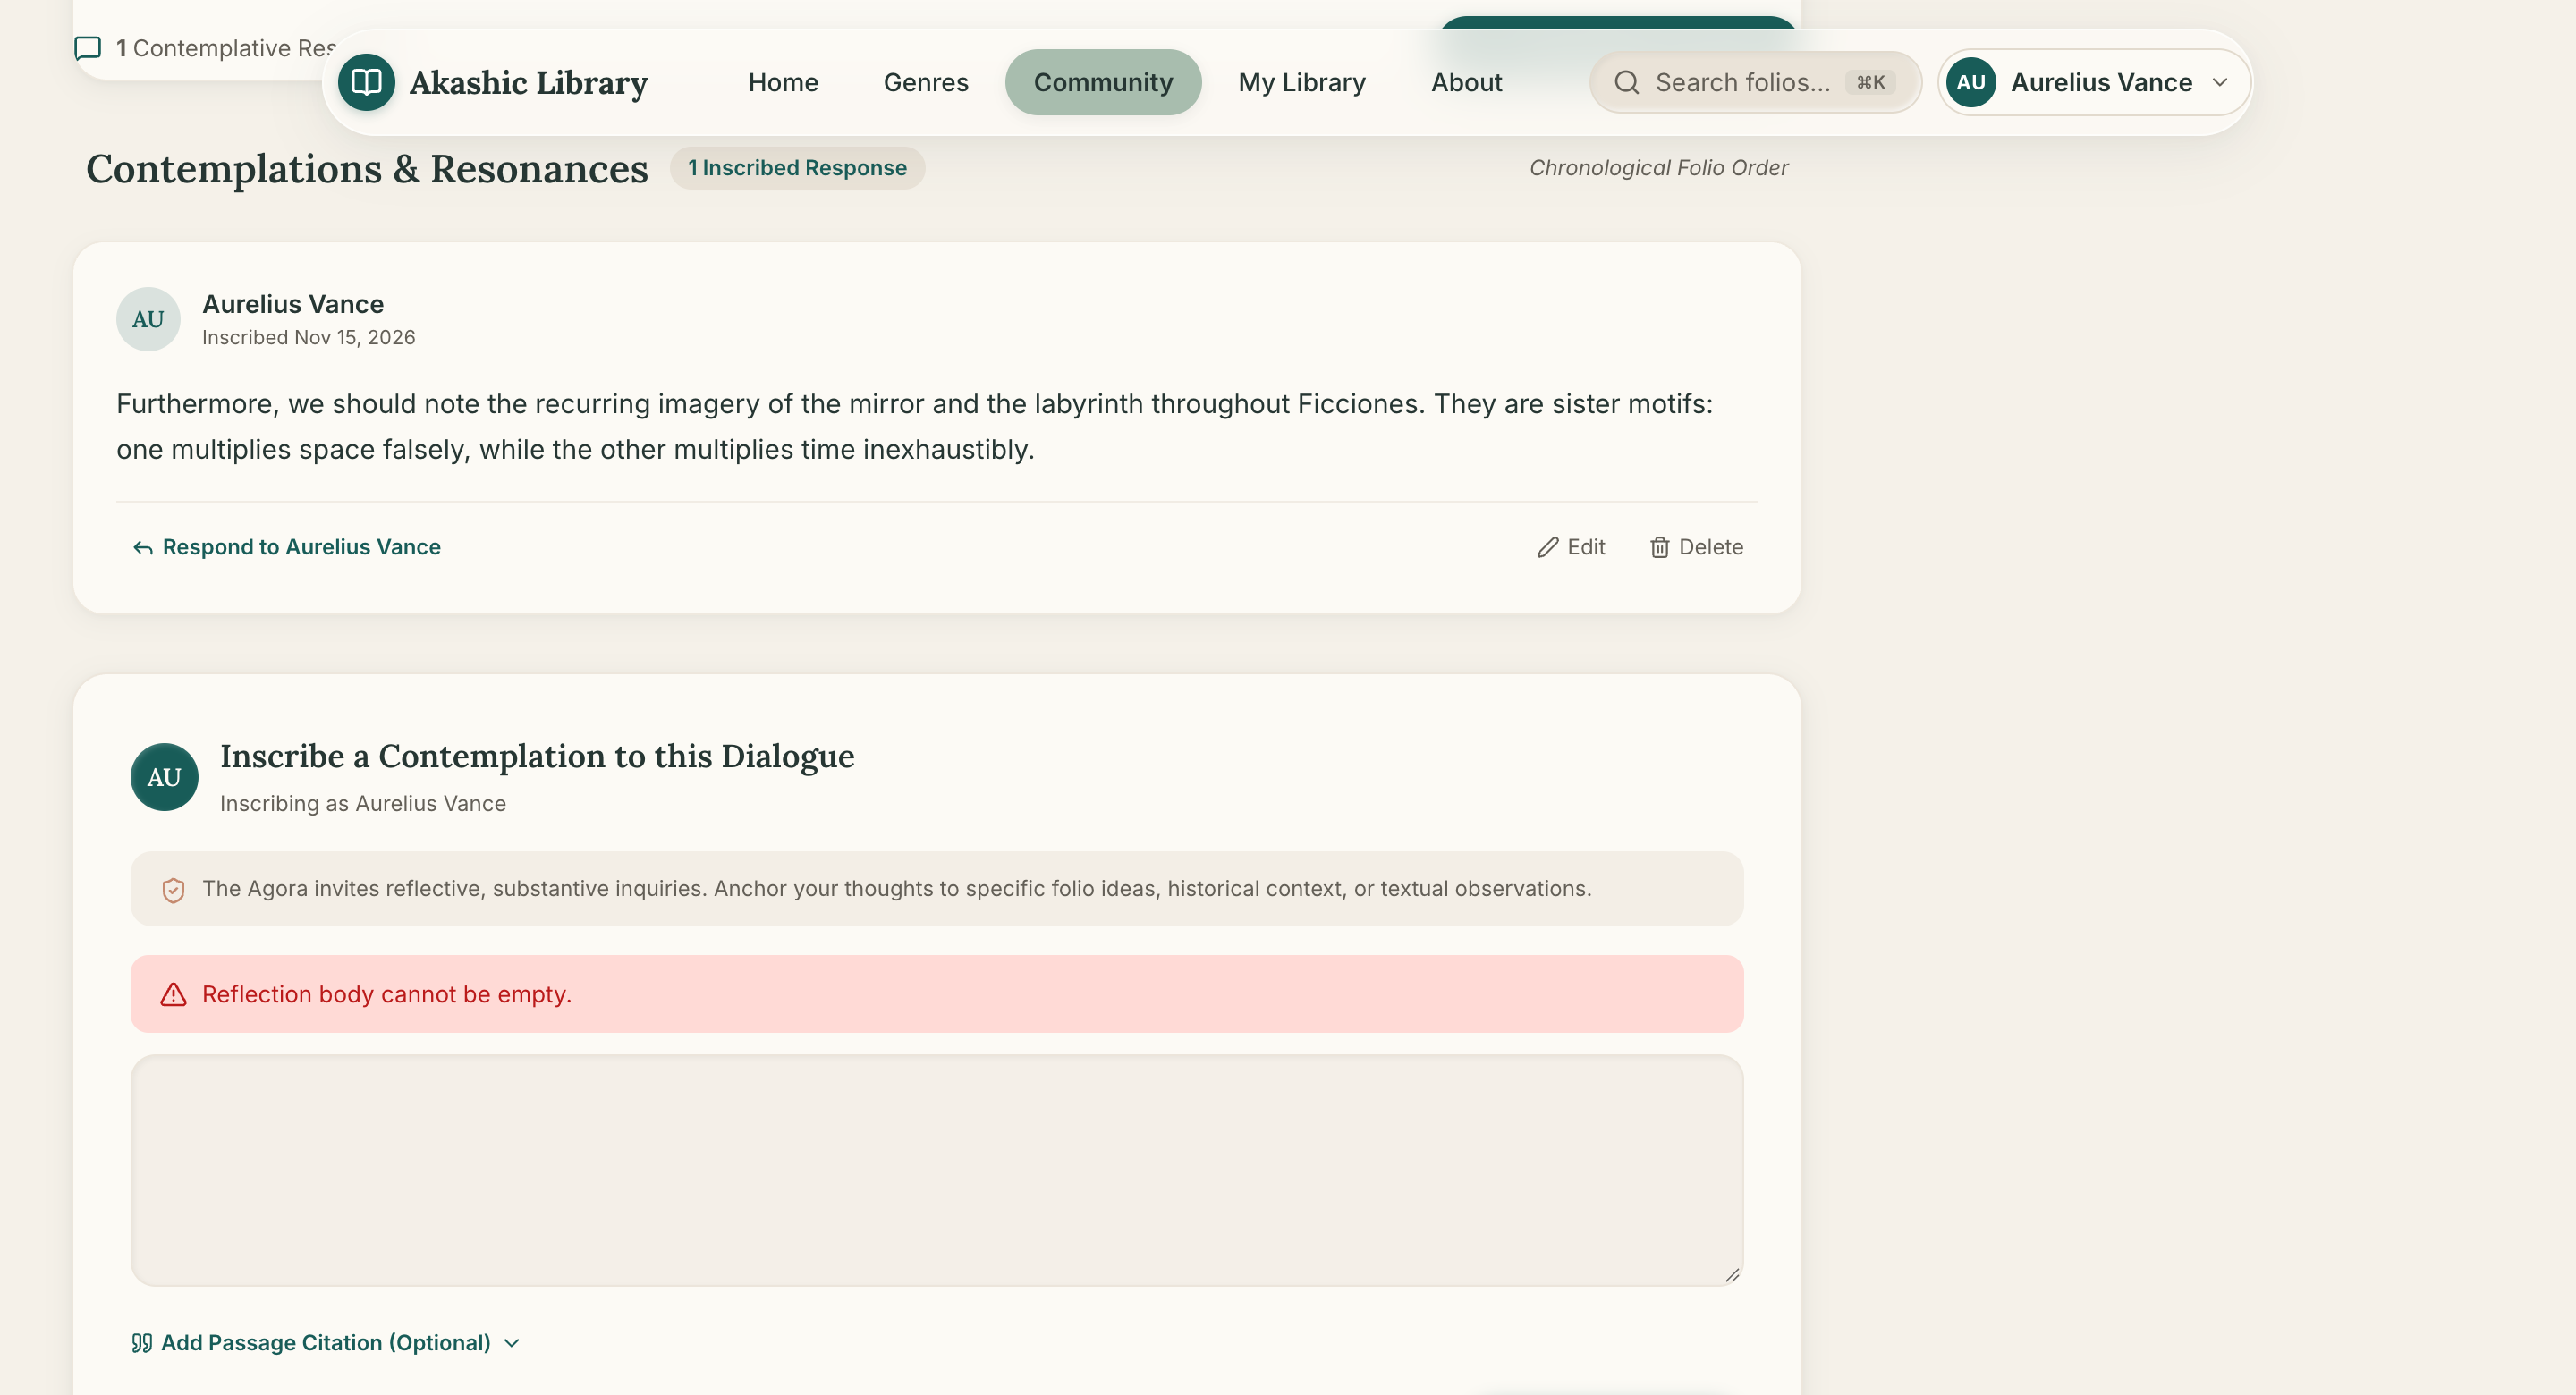 1 Contemplative Res
Akashic Library
Home
Genres
Community
My Library
About
Search folios...
⌘K
AU
Aurelius Vance
Contemplations & Resonances
1 Inscribed Response
Chronological Folio Order
AU
Aurelius Vance
Inscribed Nov 15, 2026
Furthermore, we should note the recurring imagery of the mirror and the labyrinth throughout Ficciones. They are sister motifs:
one multiplies space falsely, while the other multiplies time inexhaustibly.
Respond to Aurelius Vance
Edit
Delete
AU
Inscribe a Contemplation to this Dialogue
Inscribing as Aurelius Vance
The Agora invites reflective, substantive inquiries. Anchor your thoughts to specific folio ideas, historical context, or textual observations.
Reflection body cannot be empty.
Add Passage Citation (Optional)